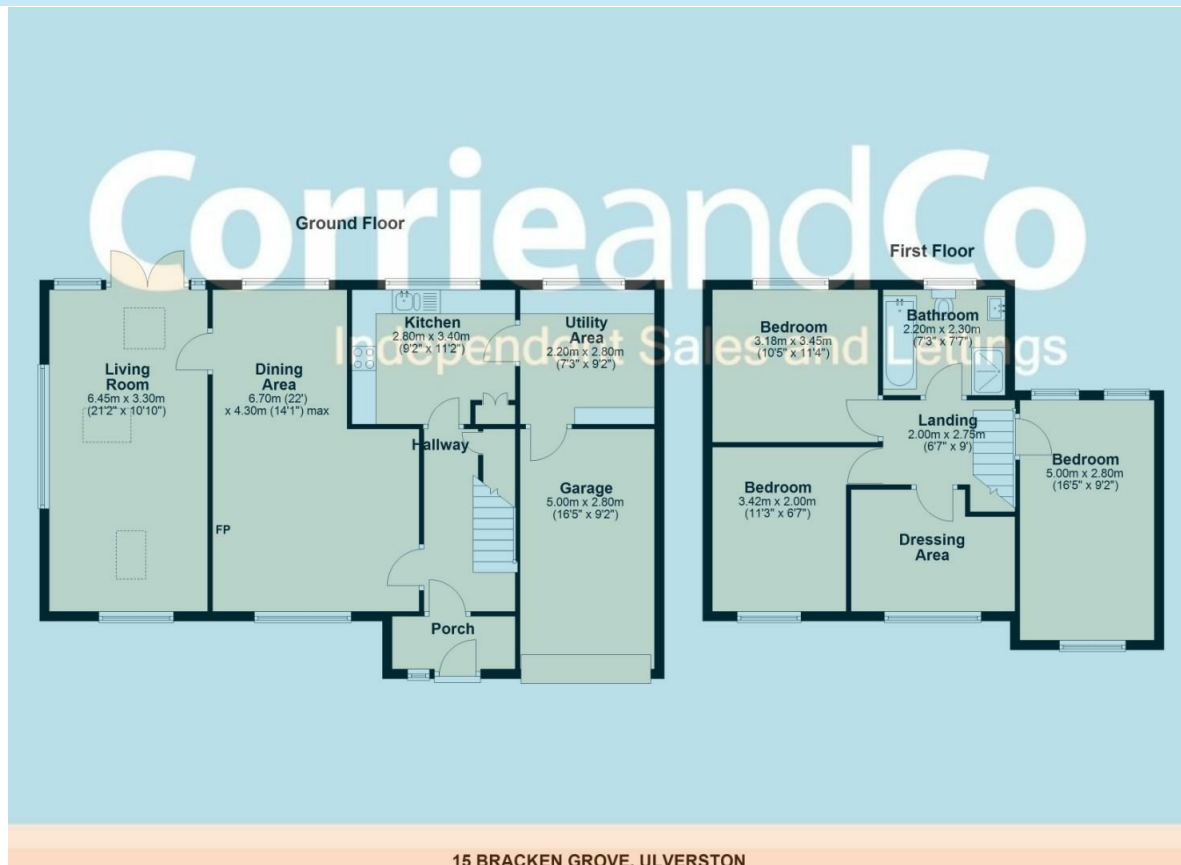 CorrieandCo
Independent Sales and Lettings
Ground Floor
Living
Room
6.45m x 3.30m
(21'2" x 10'10")
Dining
Area
6.70m (22')
x 4.30m (14'1") max
FP
Kitchen
2.80m x 3.40m
(9'2" x 11'2")
Utility
Area
2.20m x 2.80m
(7'3" x 9'2")
Hallway
Garage
5.00m x 2.80m
(16'5" x 9'2")
Porch
First Floor
Bedroom
3.18m x 3.45m
(10'5" x 11'4")
Bathroom
2.20m x 2.30m
(7'3" x 7'7")
Landing
2.00m x 2.75m
(6'7" x 9')
Bedroom
5.00m x 2.80m
(16'5" x 9'2")
Bedroom
3.42m x 2.00m
(11'3" x 6'7")
Dressing
Area
15 BRACKEN GROVE, ULVERSTON